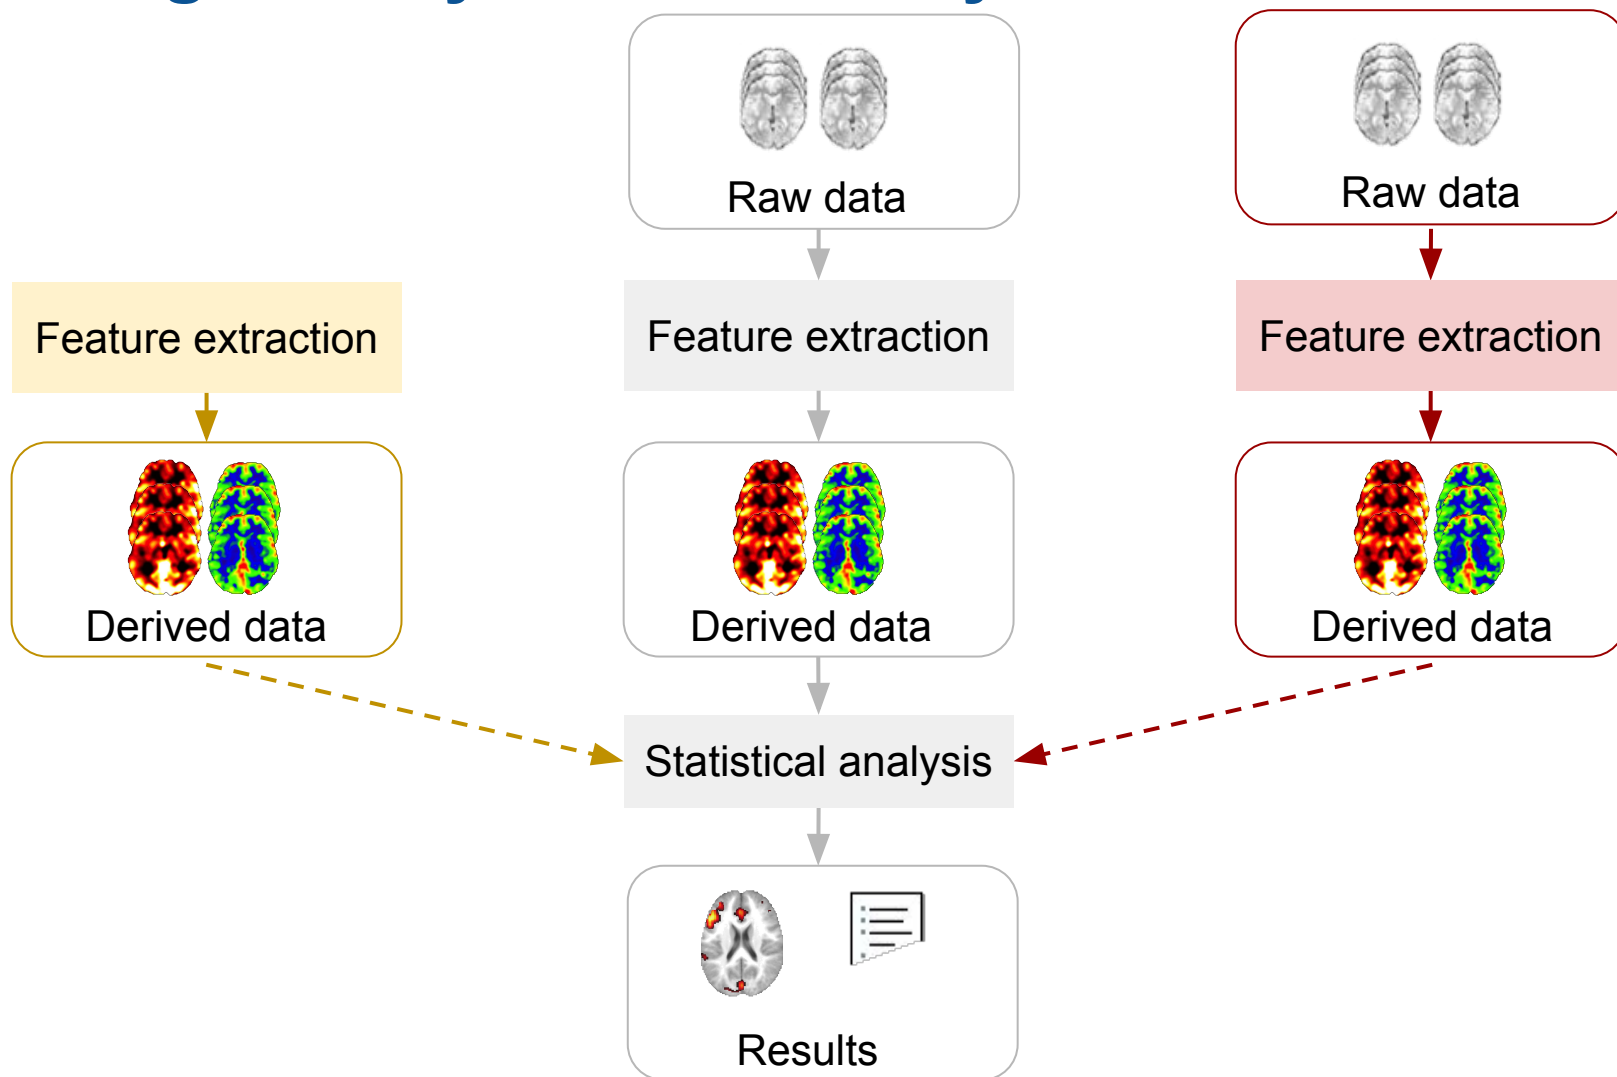 Raw data
Raw data
Feature extraction
Feature extraction
Feature extraction
Derived data
Derived data
Derived data
Statistical analysis
Results